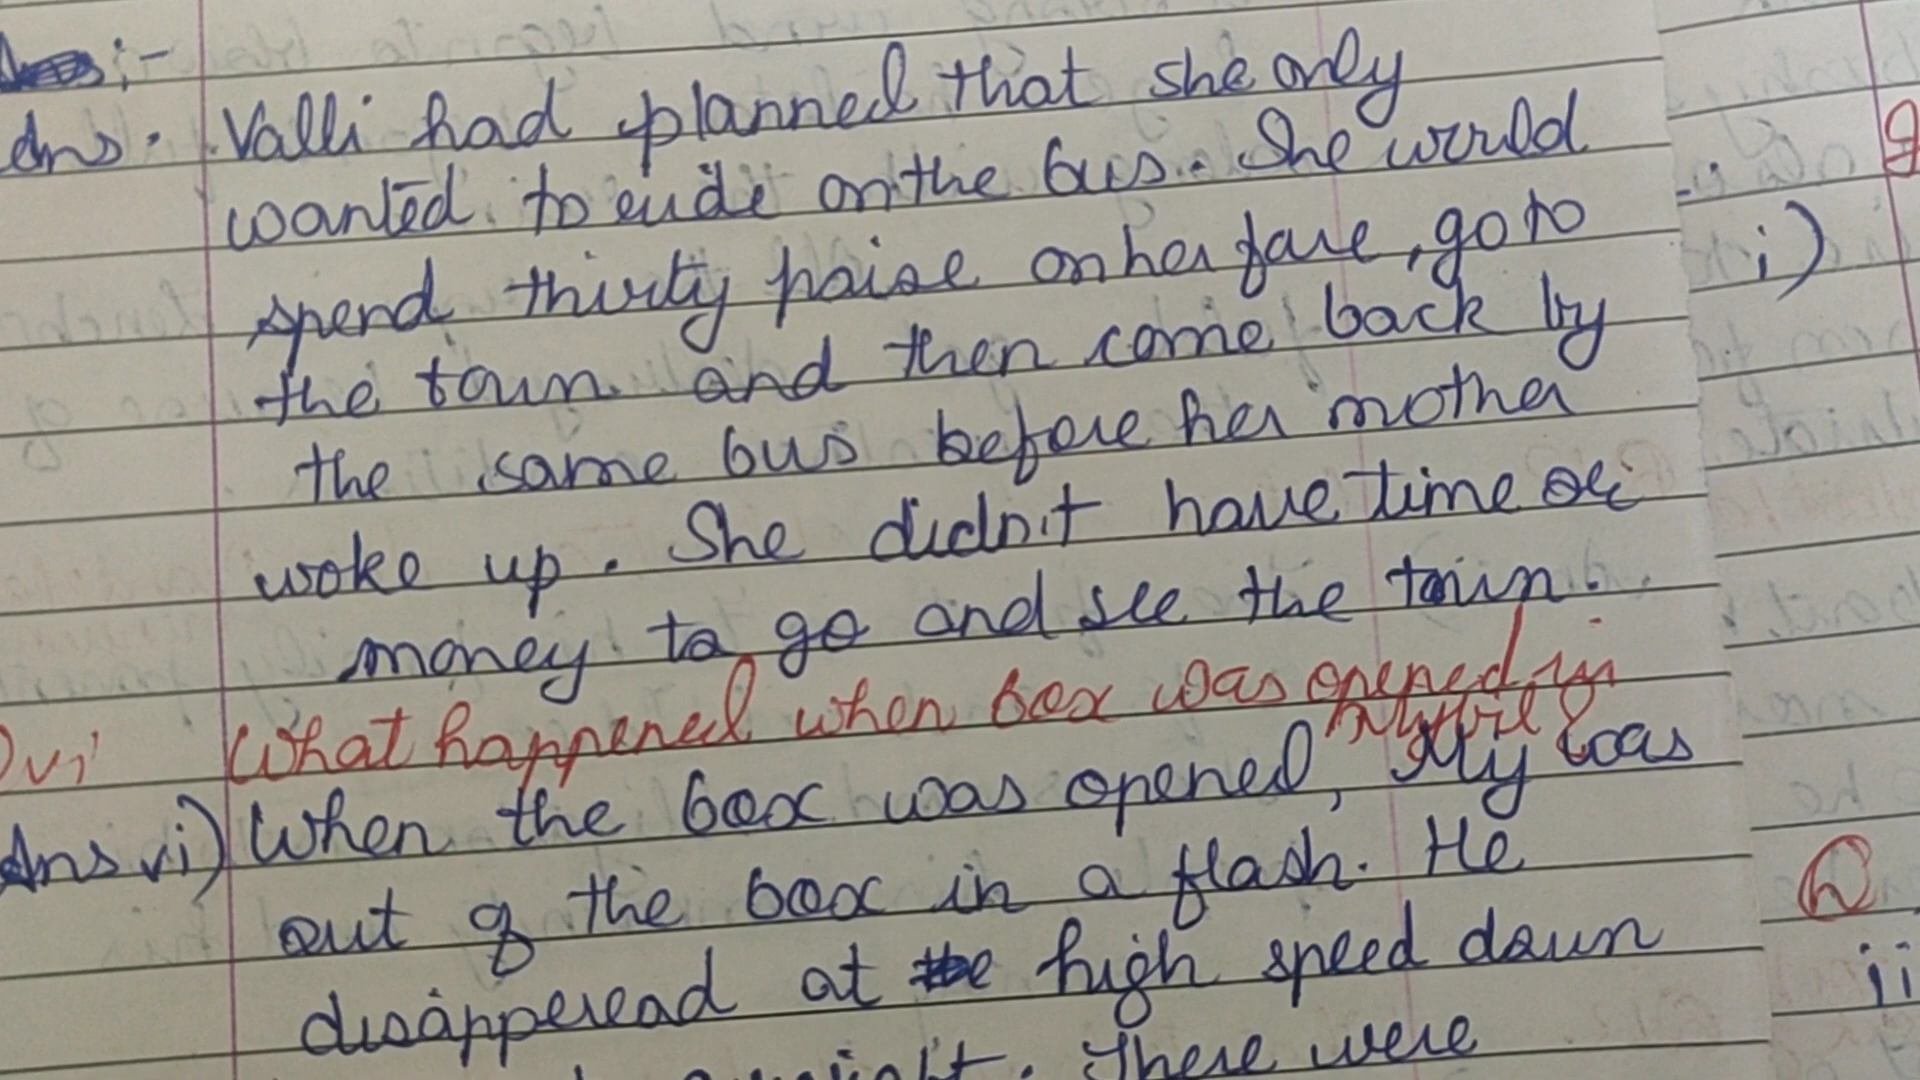 Ans. Valli had planned that she only
wanted to ride on the bus. She would
spend thirty paise on her fare, go to
the town and then come back by
the same bus before her mother
woke up. She didn't have time or
money to go and see the town.
vi What happened when box was opened in
When the box was opened, My was
Ans vi) out of the box in a flash. He
disapperead at the high speed down
There were
i)
ii